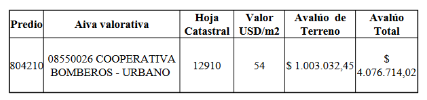 Predio Aiva valorativa Hoja Catastral Valor USD/m2 Avalúo de Terreno Avalúo Total
804210 08550026 COOPERATIVA BOMBEROS - URBANO 12910 54 $ 1.003.032,45 $ 4.076.714,02